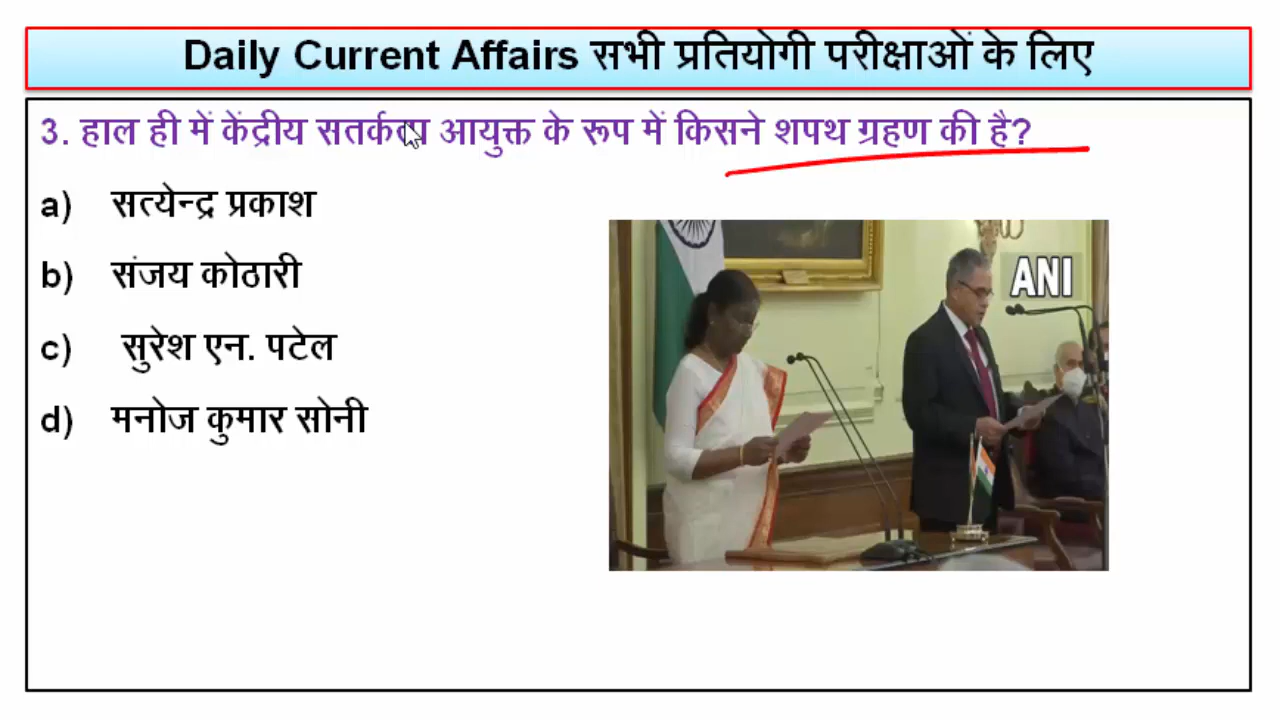 Daily Current Affairs सभी प्रतियोगी परीक्षाओं के लिए
3. हाल ही में केंद्रीय सतर्कता आयुक्त के रूप में किसने शपथ ग्रहण की है?
a) सत्येन्द्र प्रकाश
b) संजय कोठारी
ANI
c) सुरेश एन. पटेल
d) मनोज कुमार सोनी